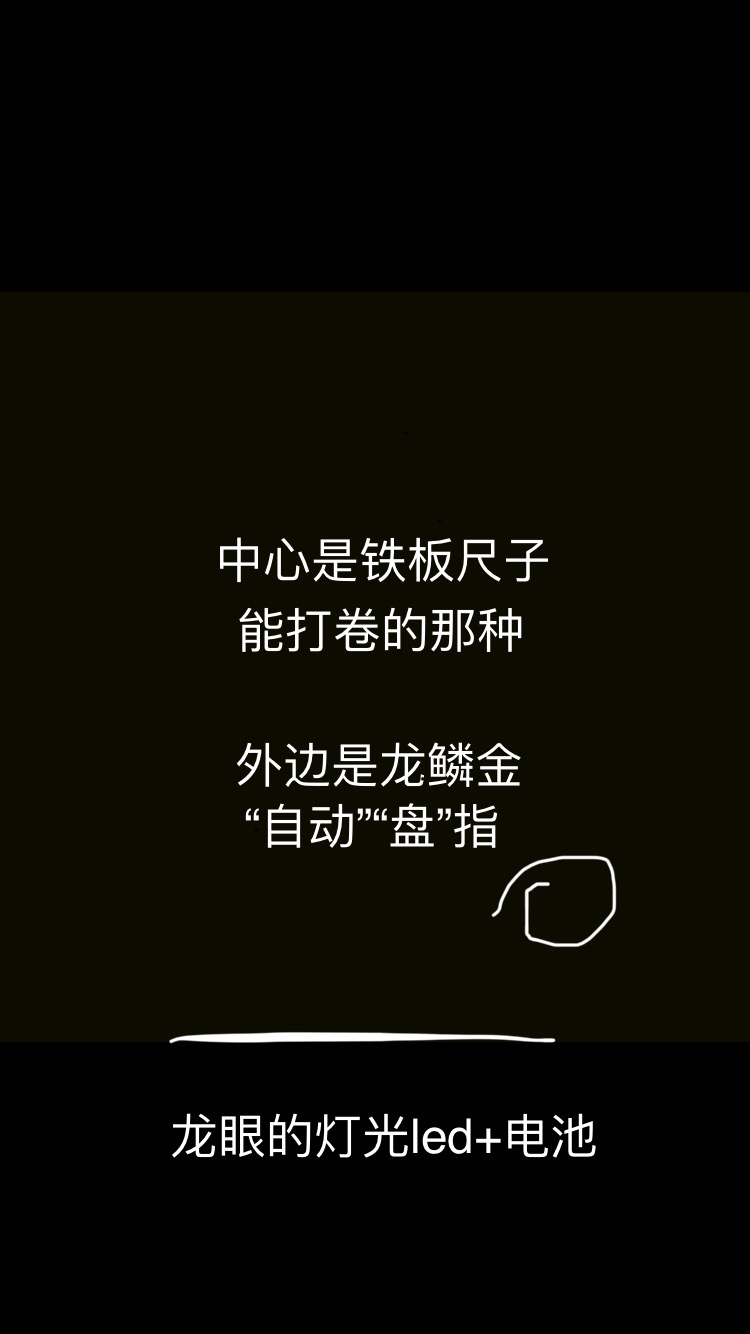 中心是铁板尺子
能打卷的那种
外边是龙鳞金
“自动”“盘”指
龙眼的灯光led+电池